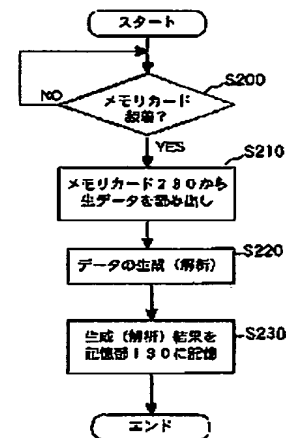 スタート
S200
メモリカード
装着?
NO
YES
S210
メモリカード230から
生データを読み出し
S220
データの生成(解析)
S230
生成(解析)結果を
記憶部130に記憶
エンド